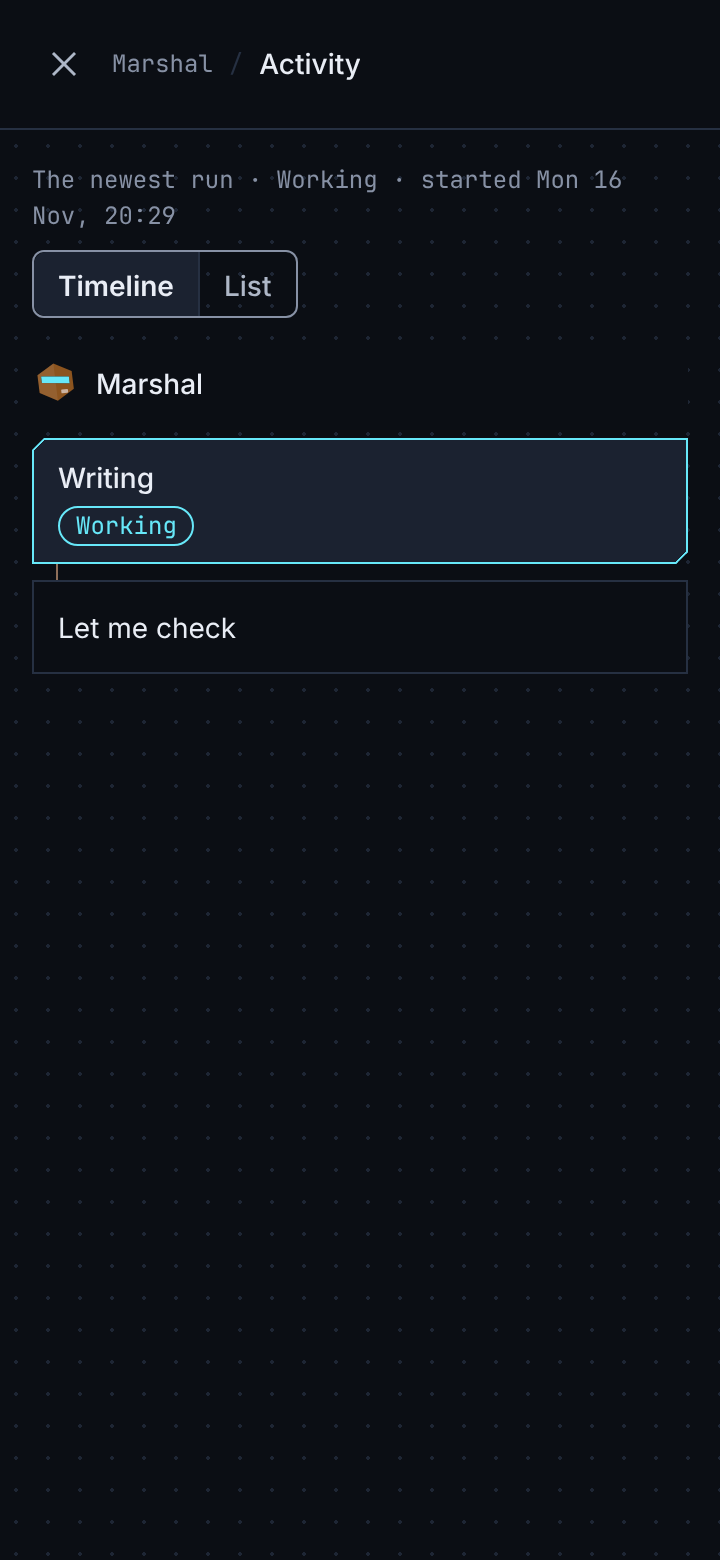 Marshal / Activity
The newest run · Working · started Mon 16
Nov, 20:29
Timeline List
Marshal
Writing
Working
Let me check